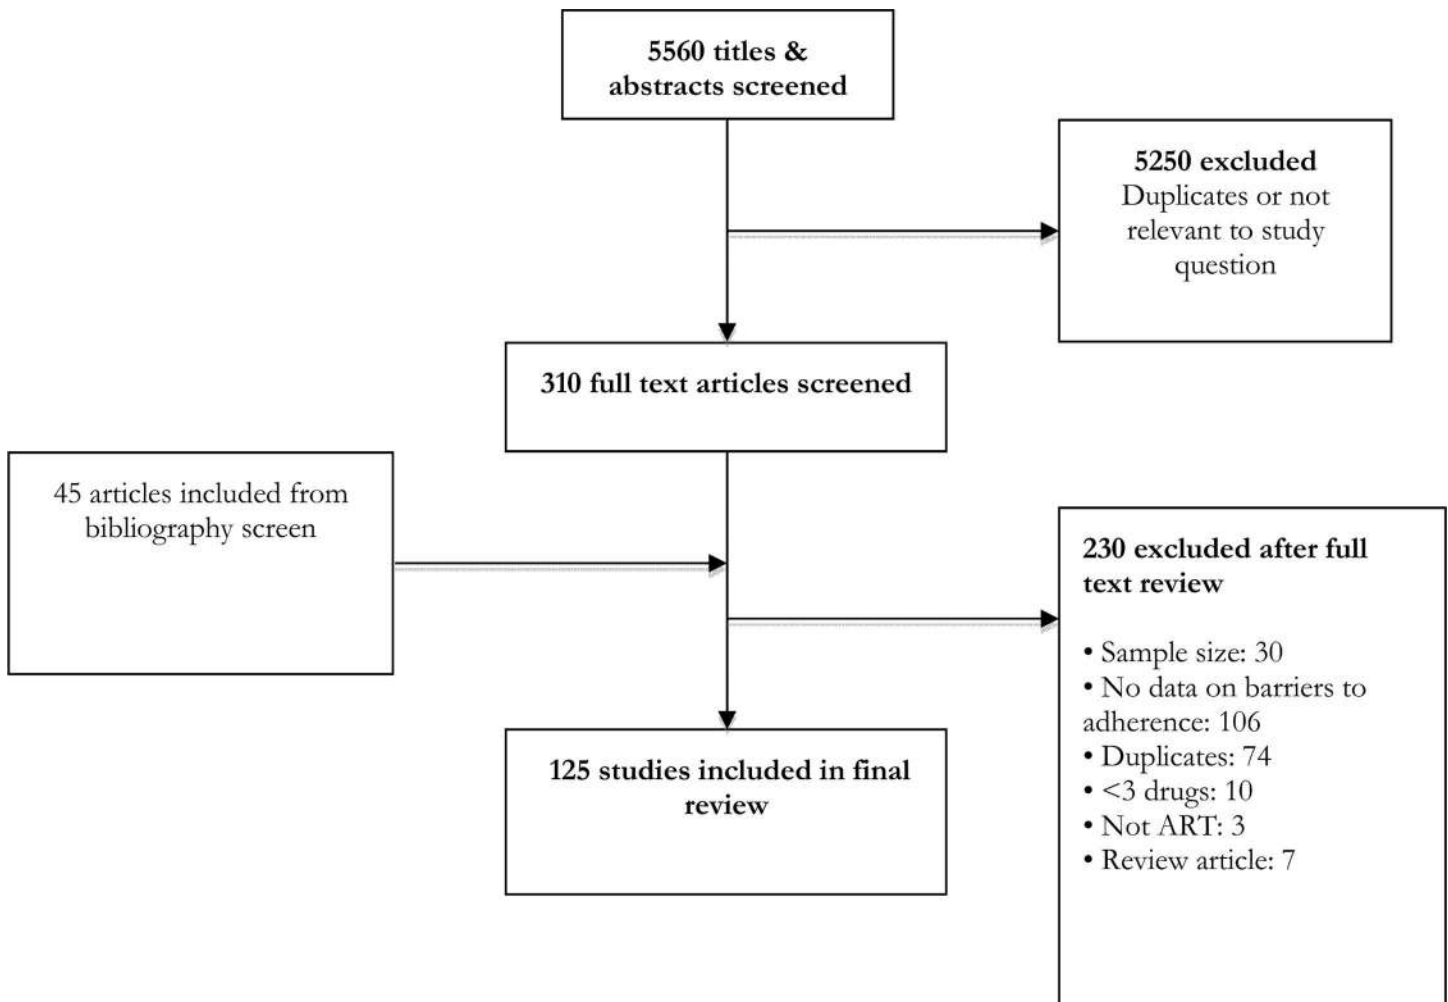 5560 titles &
abstracts screened
5250 excluded
Duplicates or not
relevant to study
question
310 full text articles screened
45 articles included from
bibliography screen
230 excluded after full
text review
• Sample size: 30
• No data on barriers to
adherence: 106
• Duplicates: 74
• <3 drugs: 10
• Not ART: 3
• Review article: 7
125 studies included in final
review